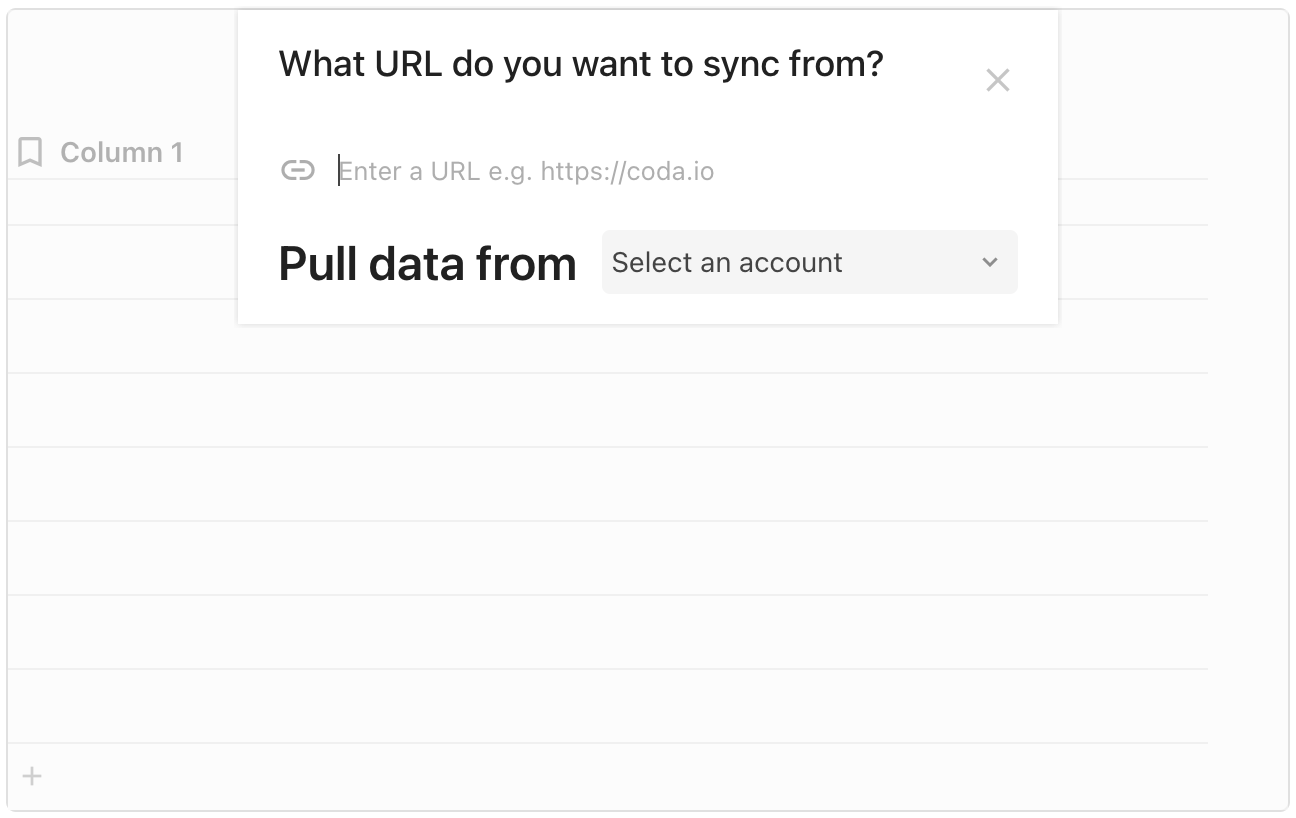 What URL do you want to sync from?
Column 1
Enter a URL e.g. https://coda.io
Pull data from Select an account